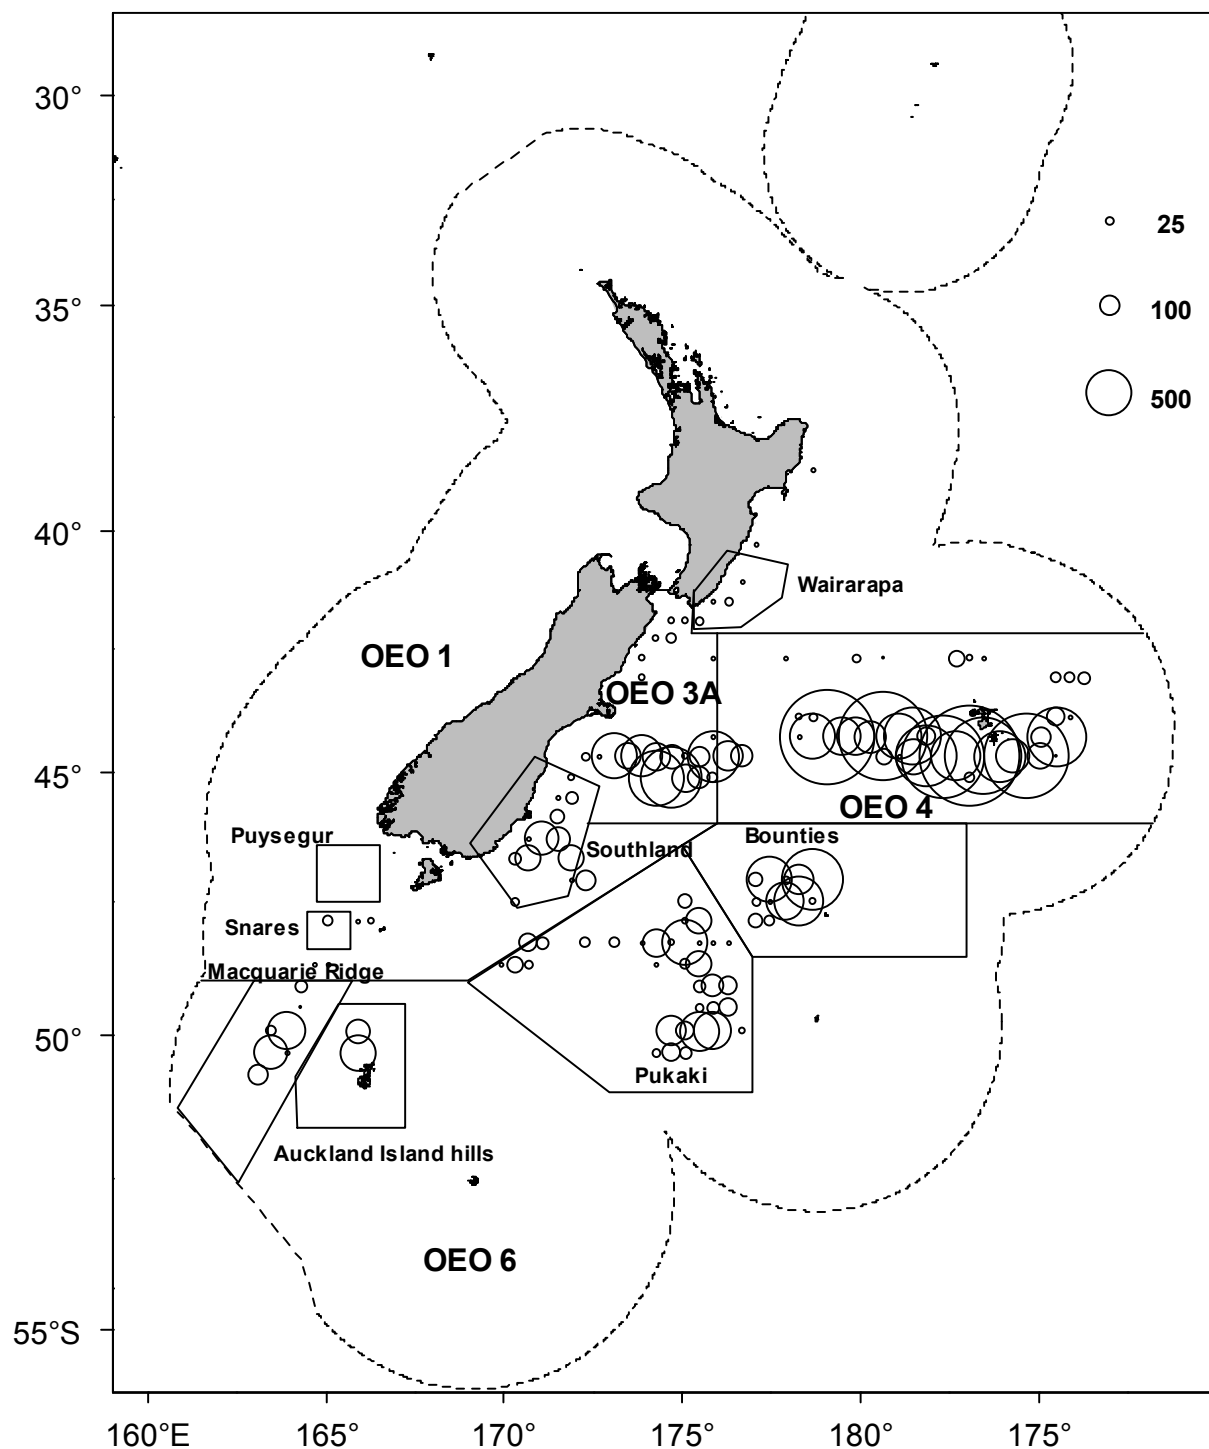 30°
25
35°
100
500
40°
Wairarapa
OEO 1
OEO 3A
45°
OEO 4
Puysegur
Southland
Bounties
Snares
Macquarie Ridge
50°
Pukaki
Auckland Island hills
OEO 6
55°S
160°E 165° 170° 175° 180° 175°